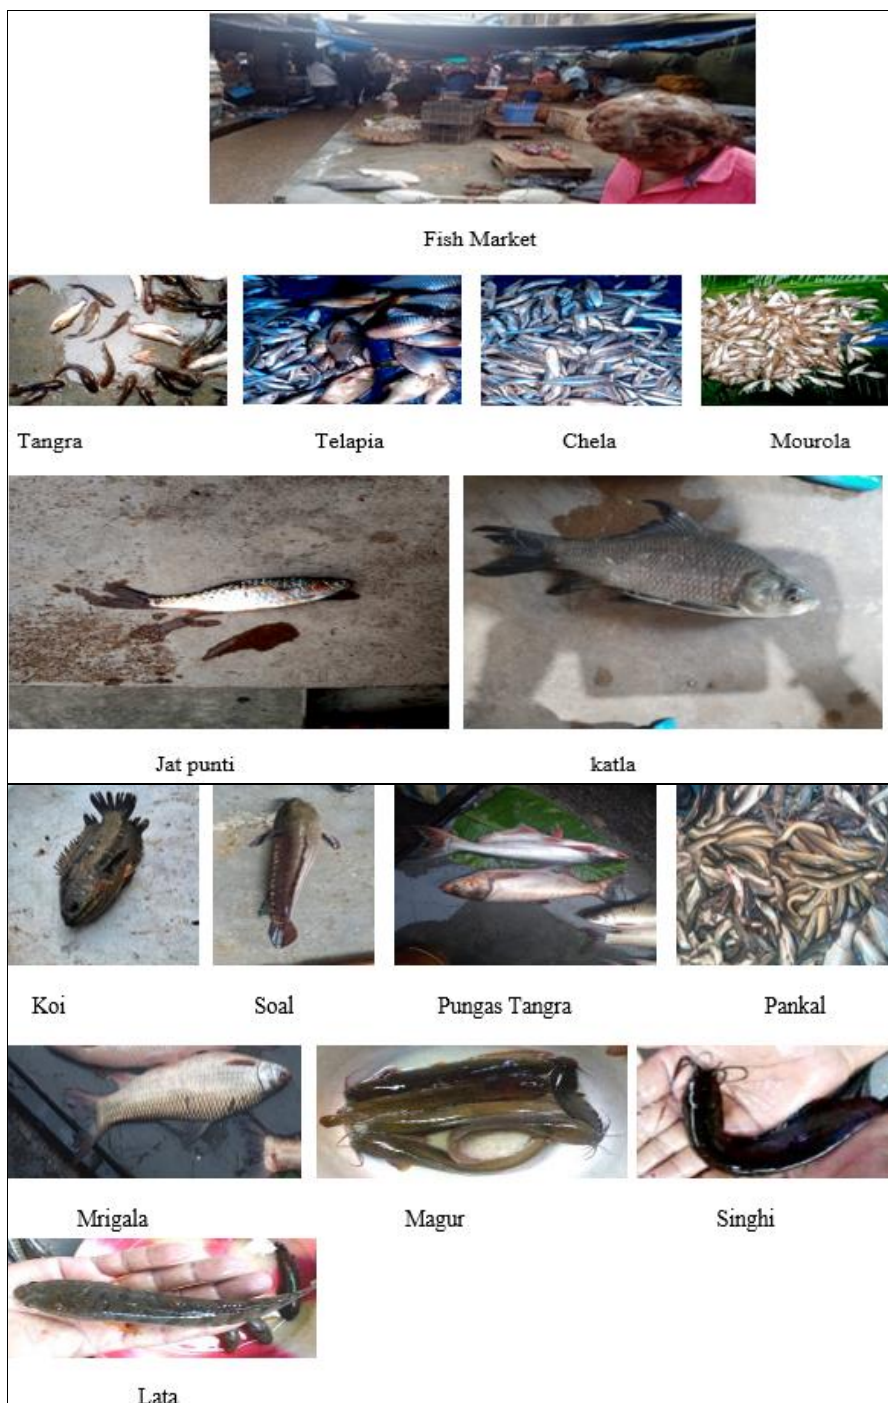 Fish Market
Tangra Telapia Chela Mourola
Jat punti katla
Koi Soal Pungas Tangra Pankal
Mrigala Magur Singhi
Lata